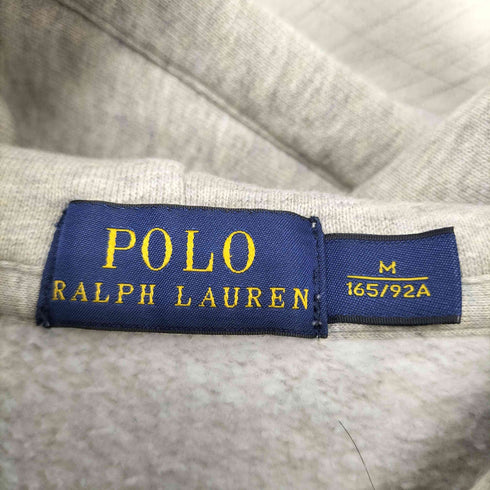 POLO
RALPH LAUREN
M
165/92A